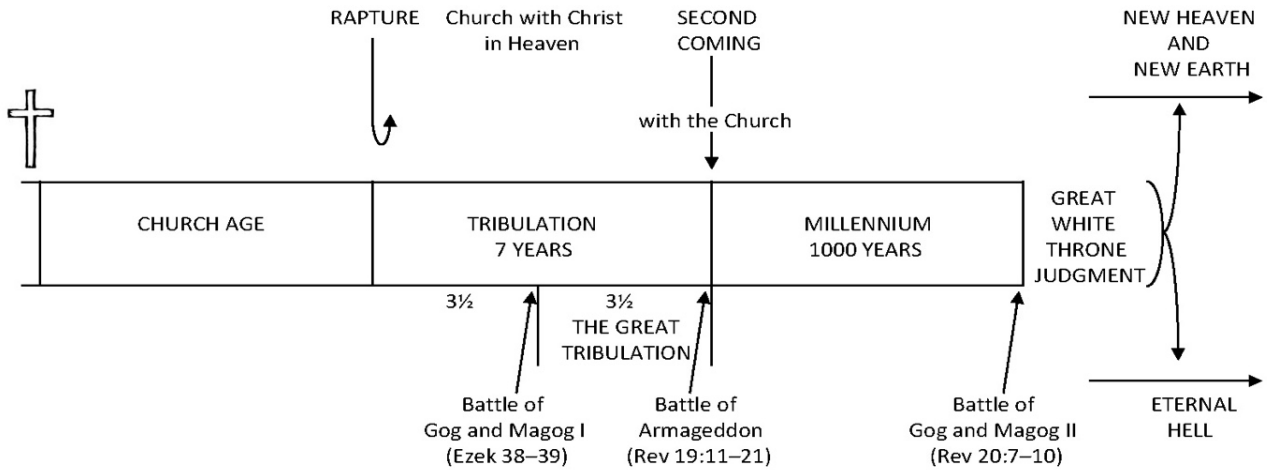 RAPTURE
Church with Christ
in Heaven
SECOND
COMING
NEW HEAVEN
AND
NEW EARTH
with the Church
CHURCH AGE
TRIBULATION
7 YEARS
MILLENNIUM
1000 YEARS
GREAT
WHITE
THRONE
JUDGMENT
3½
3½
THE GREAT
TRIBULATION
Battle of
Gog and Magog I
(Ezek 38–39)
Battle of
Armageddon
(Rev 19:11–21)
Battle of
Gog and Magog II
(Rev 20:7–10)
ETERNAL
HELL